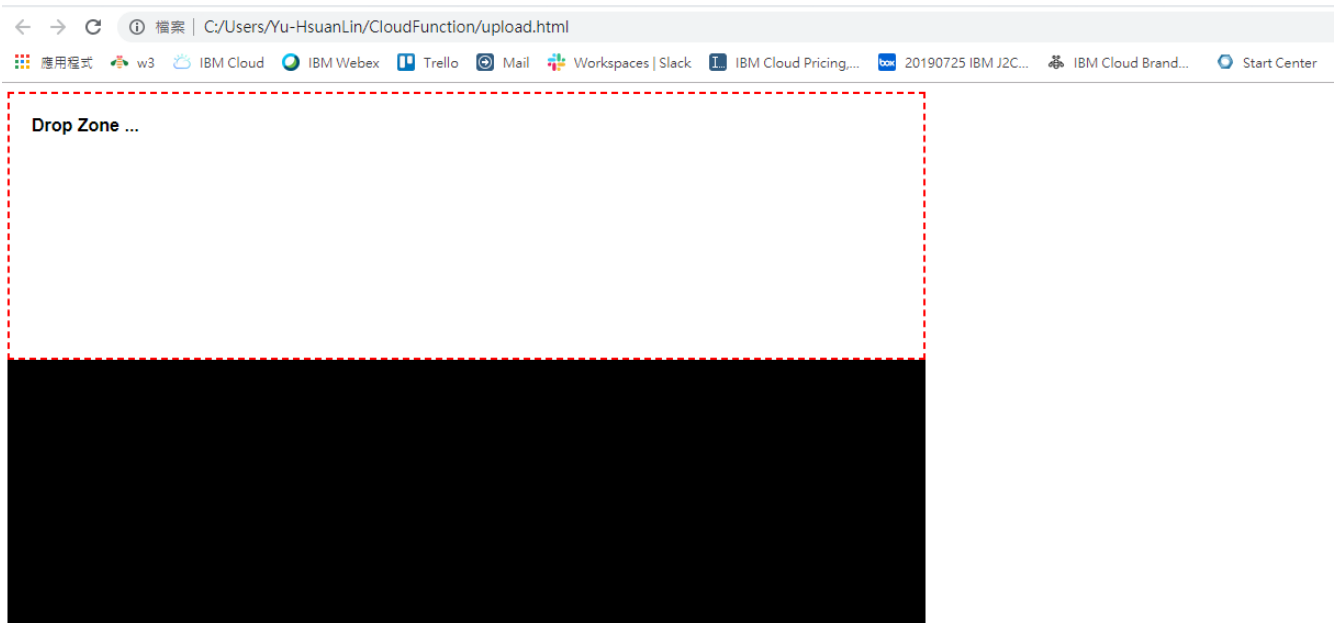 檔案 | C:/Users/Yu-HsuanLin/CloudFunction/upload.html
應用程式 w3 IBM Cloud IBM Webex Trello Mail Workspaces | Slack I... IBM Cloud Pricing,... box 20190725 IBM J2C... IBM Cloud Brand... Start Center
Drop Zone ...